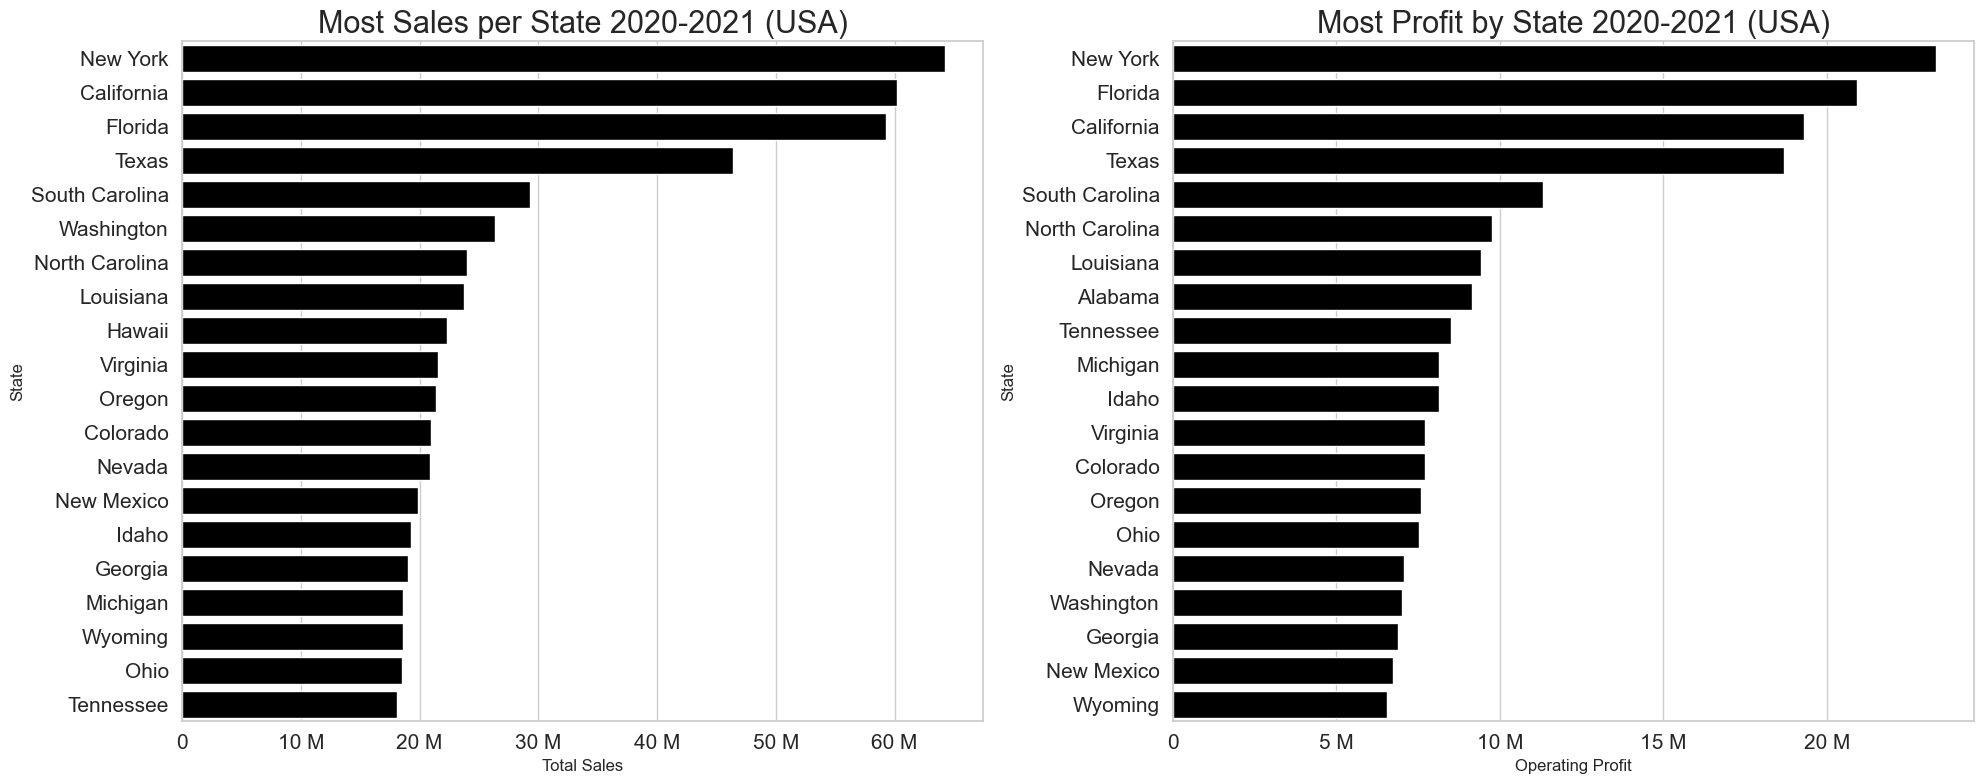 Most Sales per State 2020-2021 (USA)
New York
California
Florida
Texas
South Carolina
Washington
North Carolina
Louisiana
Hawaii
Virginia
Oregon
Colorado
Nevada
New Mexico
Idaho
Georgia
Michigan
Wyoming
Ohio
Tennessee
State
0 10 M 20 M 30 M 40 M 50 M 60 M
Total Sales
Most Profit by State 2020-2021 (USA)
New York
Florida
California
Texas
South Carolina
North Carolina
Louisiana
Alabama
Tennessee
Michigan
Idaho
Virginia
Colorado
Oregon
Ohio
Nevada
Washington
Georgia
New Mexico
Wyoming
State
0 5 M 10 M 15 M 20 M
Operating Profit